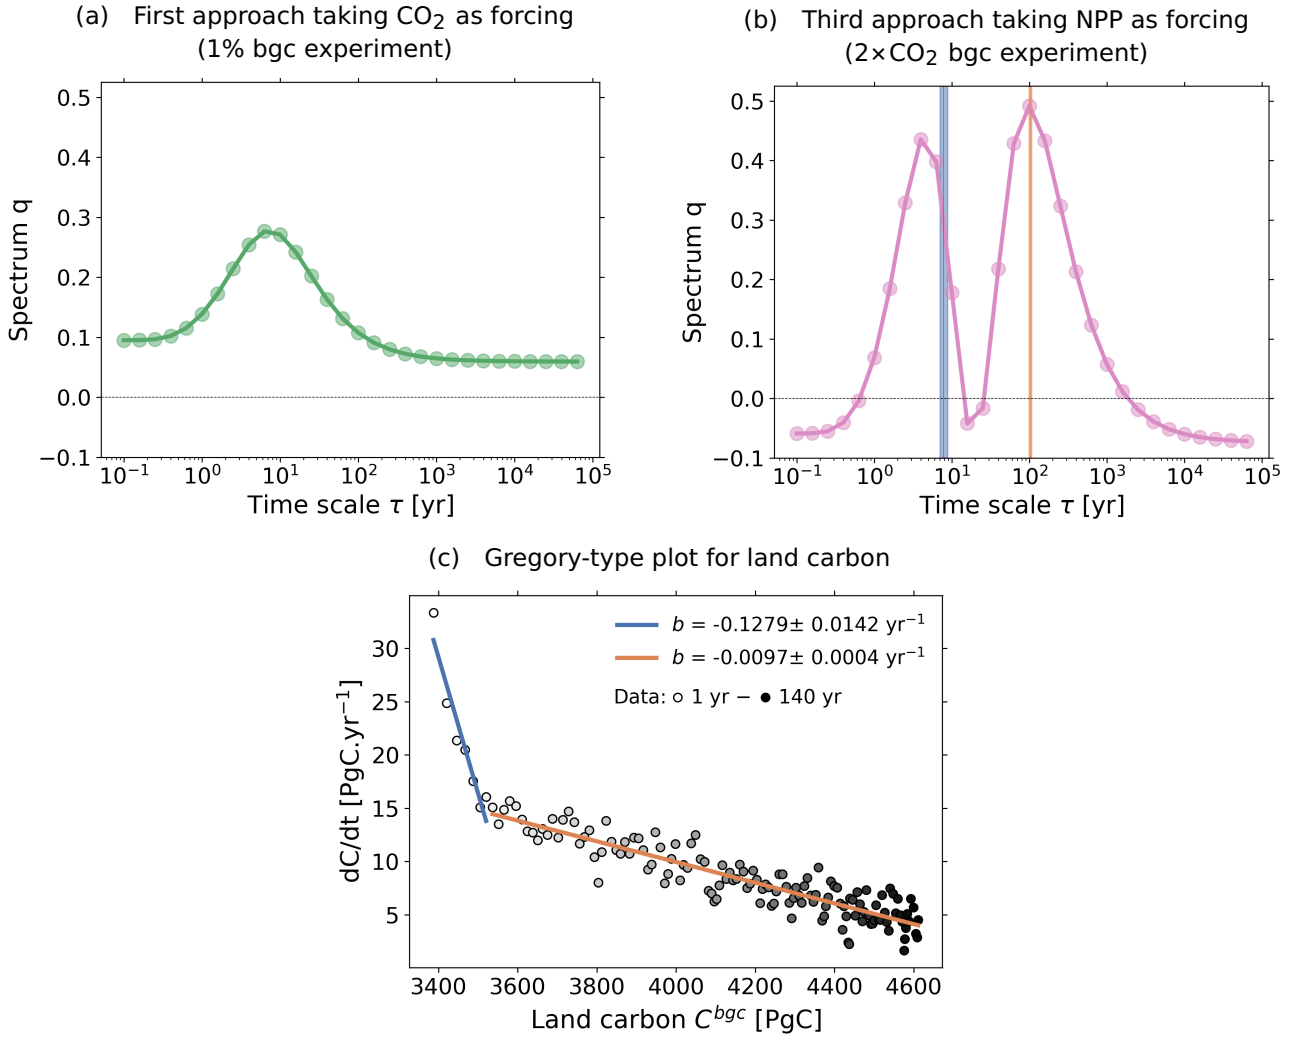 (a) First approach taking CO₂ as forcing
(1% bgc experiment)
0.5
0.4
0.3
0.2
0.1
0.0
−0.1
Spectrum q
10⁻¹ 10⁰ 10¹ 10² 10³ 10⁴ 10⁵
Time scale τ [yr]
(b) Third approach taking NPP as forcing
(2×CO₂ bgc experiment)
0.5
0.4
0.3
0.2
0.1
0.0
−0.1
Spectrum q
10⁻¹ 10⁰ 10¹ 10² 10³ 10⁴ 10⁵
Time scale τ [yr]
(c) Gregory-type plot for land carbon
b = -0.1279± 0.0142 yr⁻¹
b = -0.0097± 0.0004 yr⁻¹
Data: 1 yr − 140 yr
30
25
20
15
10
5
dC/dt [PgC.yr⁻¹]
3400 3600 3800 4000 4200 4400 4600
Land carbon Cᵇᵍᶜ [PgC]